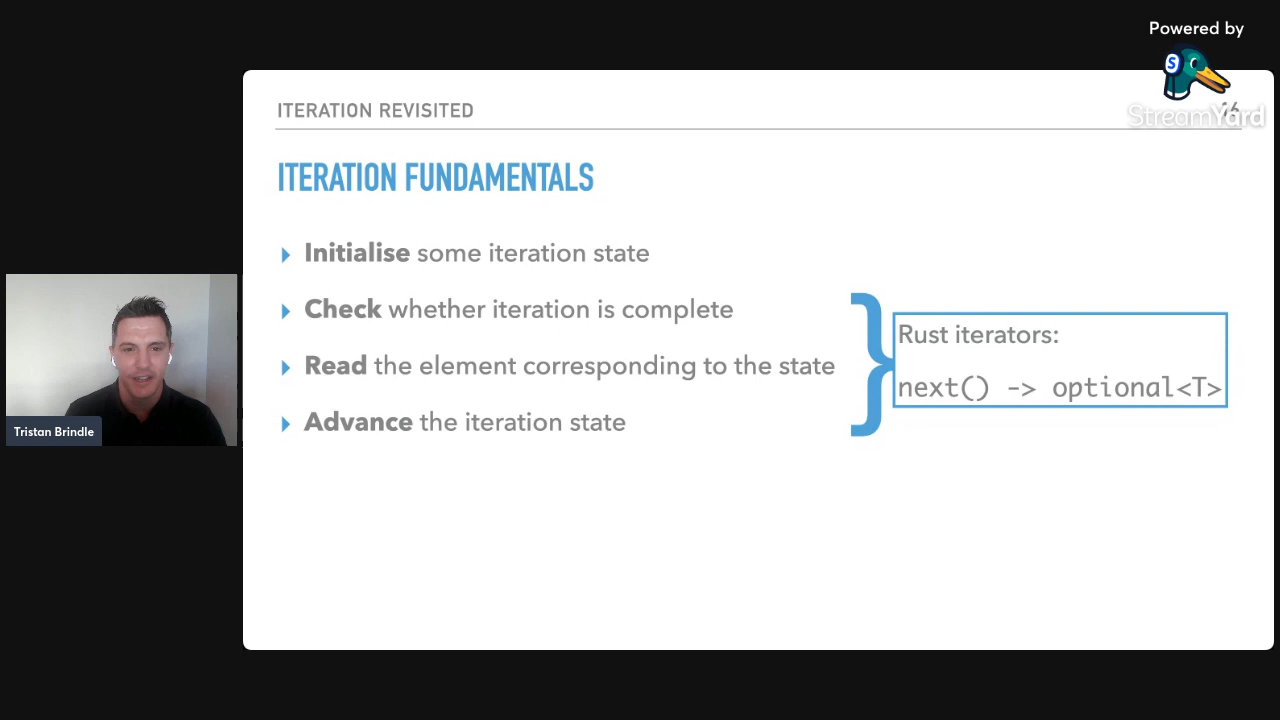 Powered by
StreamYard
ITERATION REVISITED
16
ITERATION FUNDAMENTALS
Initialise some iteration state
Check whether iteration is complete
Read the element corresponding to the state
Advance the iteration state
Rust iterators:
next() -> optional<T>
Tristan Brindle